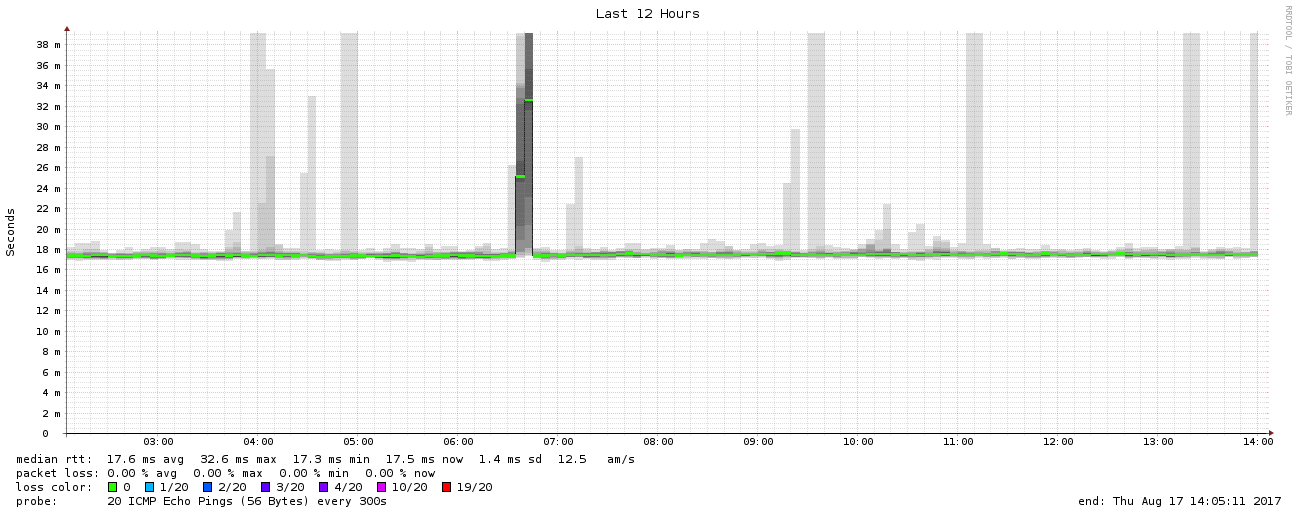 Last 12 Hours
RRDTOOL / TOBI OETIKER
Seconds
38 m
36 m
34 m
32 m
30 m
28 m
26 m
24 m
22 m
20 m
18 m
16 m
14 m
12 m
10 m
8 m
6 m
4 m
2 m
0
03:00 04:00 05:00 06:00 07:00 08:00 09:00 10:00 11:00 12:00 13:00 14:00
median rtt: 17.6 ms avg 32.6 ms max 17.3 ms min 17.5 ms now 1.4 ms sd 12.5 am/s
packet loss: 0.00 % avg 0.00 % max 0.00 % min 0.00 % now
loss color: 0 1/20 2/20 3/20 4/20 10/20 19/20
probe: 20 ICMP Echo Pings (56 Bytes) every 300s end: Thu Aug 17 14:05:11 2017